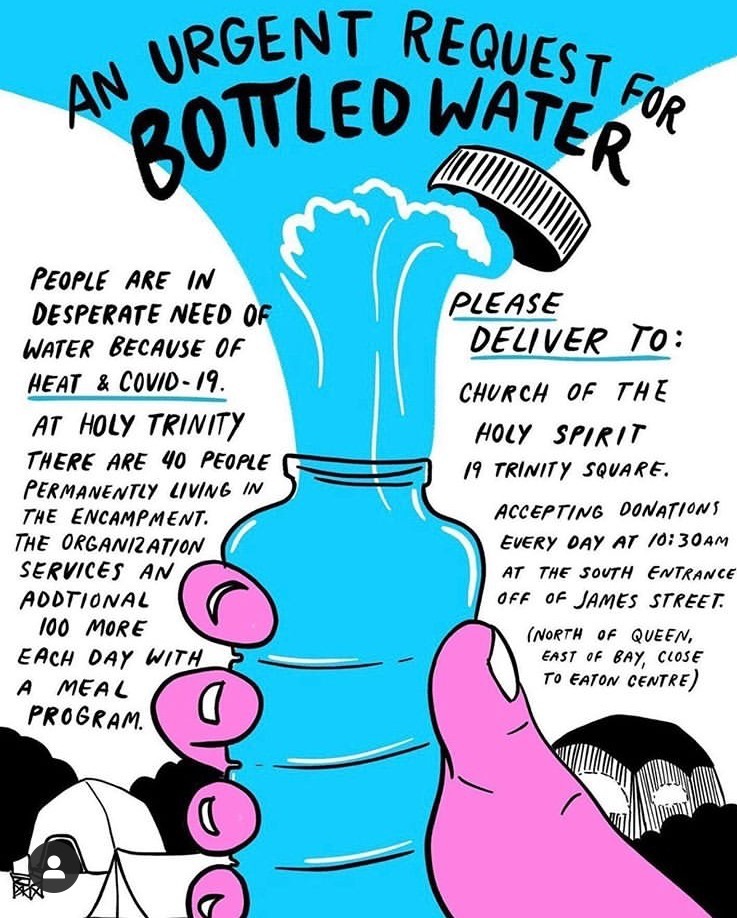 AN URGENT REQUEST FOR
BOTTLED WATER
PEOPLE ARE IN
DESPERATE NEED OF
WATER BECAUSE OF
HEAT & COVID-19.
AT HOLY TRINITY
THERE ARE 40 PEOPLE
PERMANENTLY LIVING IN
THE ENCAMPMENT.
THE ORGANIZATION
SERVICES AN
ADDTIONAL
100 MORE
EACH DAY WITH
A MEAL
PROGRAM.
PLEASE
DELIVER TO:
CHURCH OF THE
HOLY SPIRIT
19 TRINITY SQUARE.
ACCEPTING DONATIONS
EVERY DAY AT 10:30AM
AT THE SOUTH ENTRANCE
OFF OF JAMES STREET.
(NORTH OF QUEEN,
EAST OF BAY, CLOSE
TO EATON CENTRE)